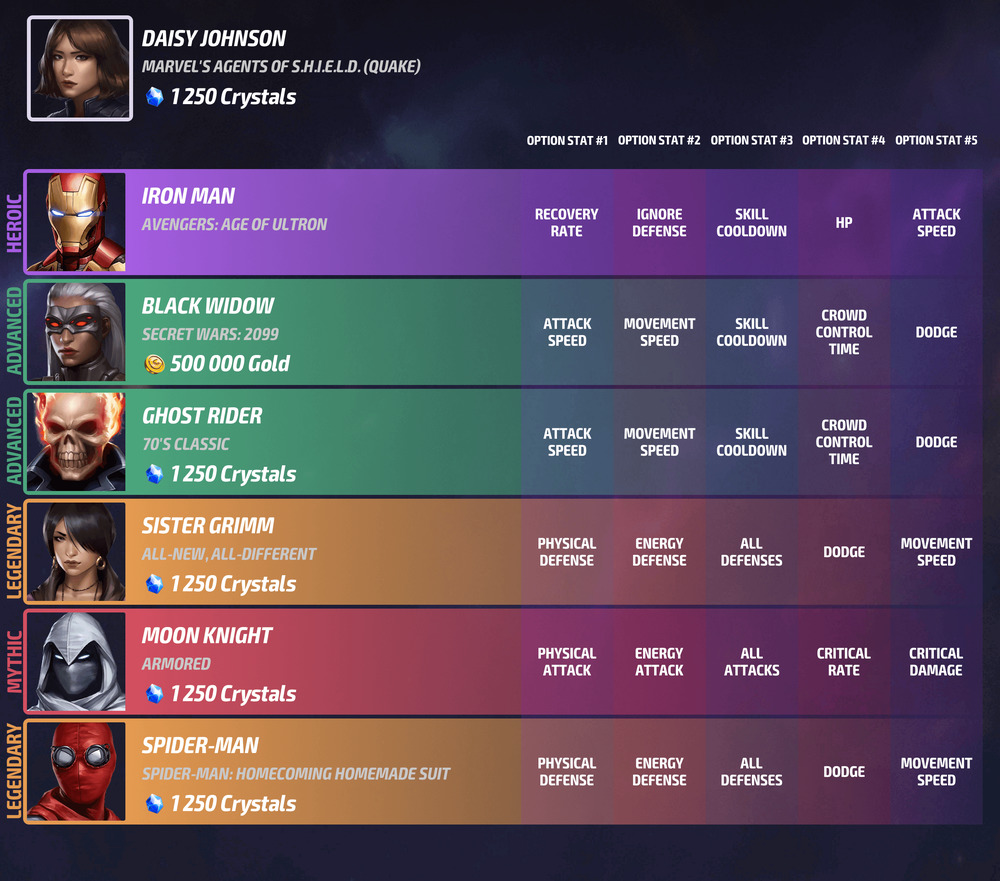 DAISY JOHNSON
MARVEL'S AGENTS OF S.H.I.E.L.D. (QUAKE)
1 250 Crystals
OPTION STAT #1 OPTION STAT #2 OPTION STAT #3 OPTION STAT #4 OPTION STAT #5
HEROIC
IRON MAN
AVENGERS: AGE OF ULTRON
RECOVERY
RATE
IGNORE
DEFENSE
SKILL
COOLDOWN
HP
ATTACK
SPEED
ADVANCED
BLACK WIDOW
SECRET WARS: 2099
500 000 Gold
ATTACK
SPEED
MOVEMENT
SPEED
SKILL
COOLDOWN
CROWD
CONTROL
TIME
DODGE
ADVANCED
GHOST RIDER
70'S CLASSIC
1 250 Crystals
ATTACK
SPEED
MOVEMENT
SPEED
SKILL
COOLDOWN
CROWD
CONTROL
TIME
DODGE
LEGENDARY
SISTER GRIMM
ALL-NEW, ALL-DIFFERENT
1 250 Crystals
PHYSICAL
DEFENSE
ENERGY
DEFENSE
ALL
DEFENSES
DODGE
MOVEMENT
SPEED
MYTHIC
MOON KNIGHT
ARMORED
1 250 Crystals
PHYSICAL
ATTACK
ENERGY
ATTACK
ALL
ATTACKS
CRITICAL
RATE
CRITICAL
DAMAGE
LEGENDARY
SPIDER-MAN
SPIDER-MAN: HOMECOMING HOMEMADE SUIT
1 250 Crystals
PHYSICAL
DEFENSE
ENERGY
DEFENSE
ALL
DEFENSES
DODGE
MOVEMENT
SPEED